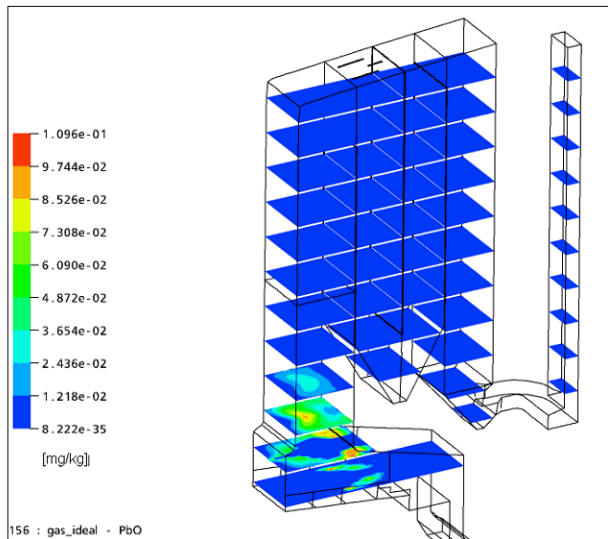 1.096e-01
9.744e-02
8.526e-02
7.308e-02
6.090e-02
4.872e-02
3.654e-02
2.436e-02
1.218e-02
8.222e-35
[mg/kg]
156 : gas_ideal - PbO